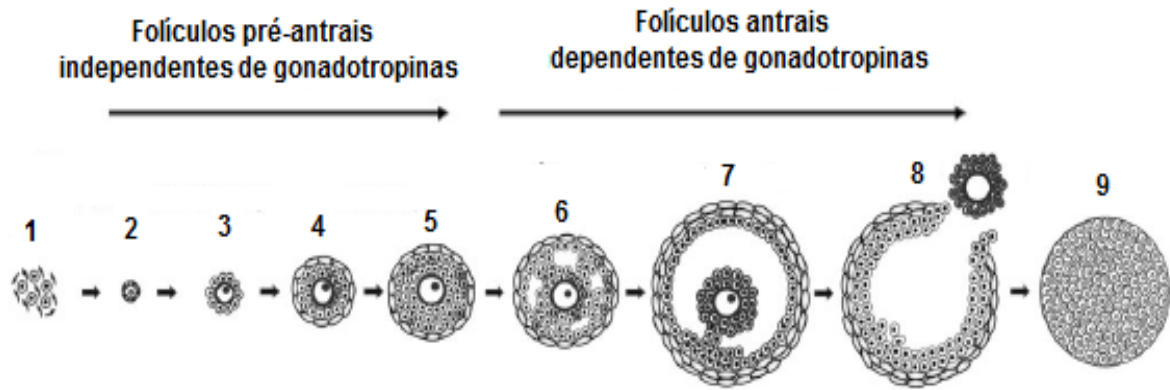 Folículos pré-antrais
independentes de gonadotropinas
Folículos antrais
dependentes de gonadotropinas
1
2
3
4
5
6
7
8
9